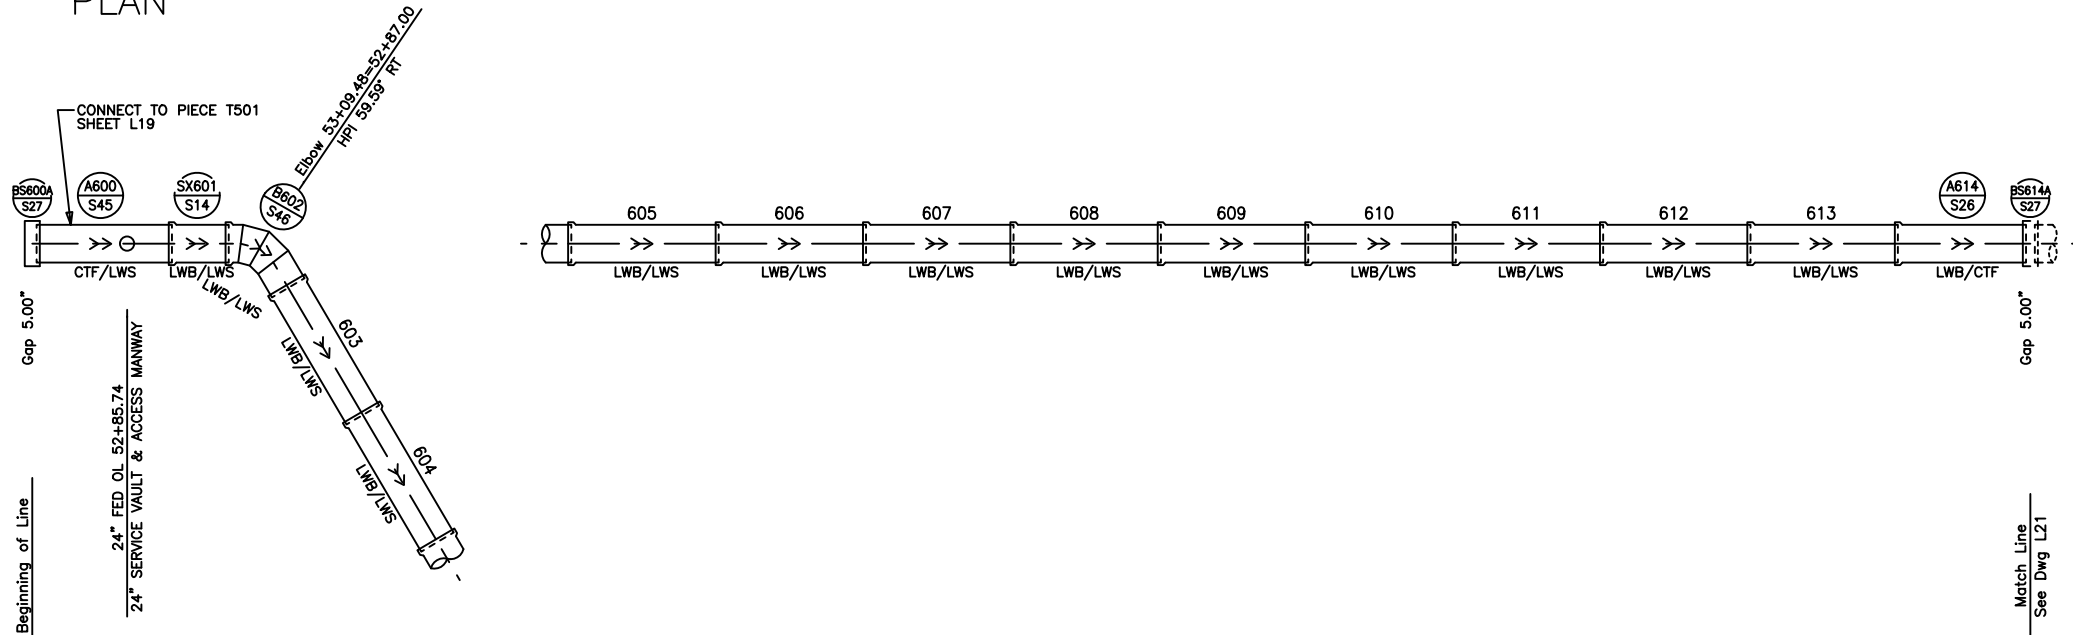 PLAN
Elbow 53+09.48=52+87.00
HPI 59.59° RT
CONNECT TO PIECE T501
SHEET L19
BS600A
S27
A600
S45
SX601
S14
B602
S46
CTF/LWS
LWB/LWS
LWB/LWS
603
LWB/LWS
604
LWB/LWS
605
606
607
608
609
610
611
612
613
A614
S26
BS614A
S27
LWB/LWS
LWB/LWS
LWB/LWS
LWB/LWS
LWB/LWS
LWB/LWS
LWB/LWS
LWB/LWS
LWB/LWS
LWB/CTF
Gap 5.00"
Gap 5.00"
24" FED OL 52+85.74
24" SERVICE VAULT & ACCESS MANWAY
Beginning of Line
Match Line
See Dwg L21